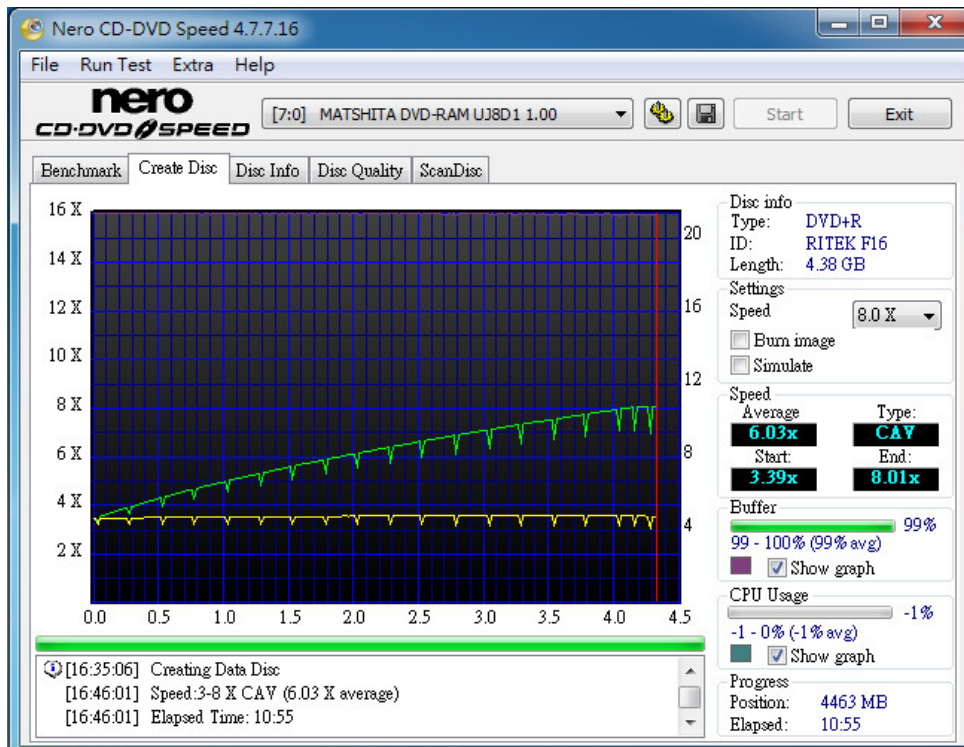 Nero CD-DVD Speed 4.7.7.16
File Run Test Extra Help
nero
CD·DVD SPEED
[7:0] MATSHITA DVD-RAM UJ8D1 1.00
Start
Exit
Benchmark Create Disc Disc Info Disc Quality ScanDisc
16 X
14 X
12 X
10 X
8 X
6 X
4 X
2 X
20
16
12
8
4
0.0 0.5 1.0 1.5 2.0 2.5 3.0 3.5 4.0 4.5
Disc info
Type: DVD+R
ID: RITEK F16
Length: 4.38 GB
Settings
Speed 8.0 X
Burn image
Simulate
Speed
Average Type:
6.03x CAV
Start: End:
3.39x 8.01x
Buffer
99%
99 - 100% (99% avg)
Show graph
CPU Usage
-1%
-1 - 0% (-1% avg)
Show graph
Progress
Position: 4463 MB
Elapsed: 10:55
[16:35:06] Creating Data Disc
[16:46:01] Speed:3-8 X CAV (6.03 X average)
[16:46:01] Elapsed Time: 10:55